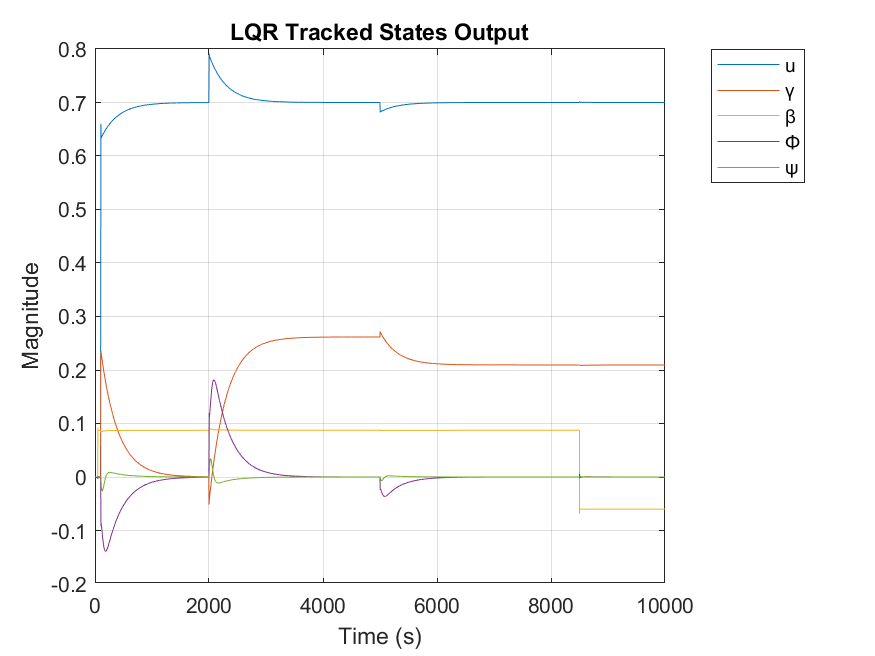 LQR Tracked States Output
Magnitude
0.8
0.7
0.6
0.5
0.4
0.3
0.2
0.1
0
-0.1
-0.2
0 2000 4000 6000 8000 10000
Time (s)
u
γ
β
Φ
ψ